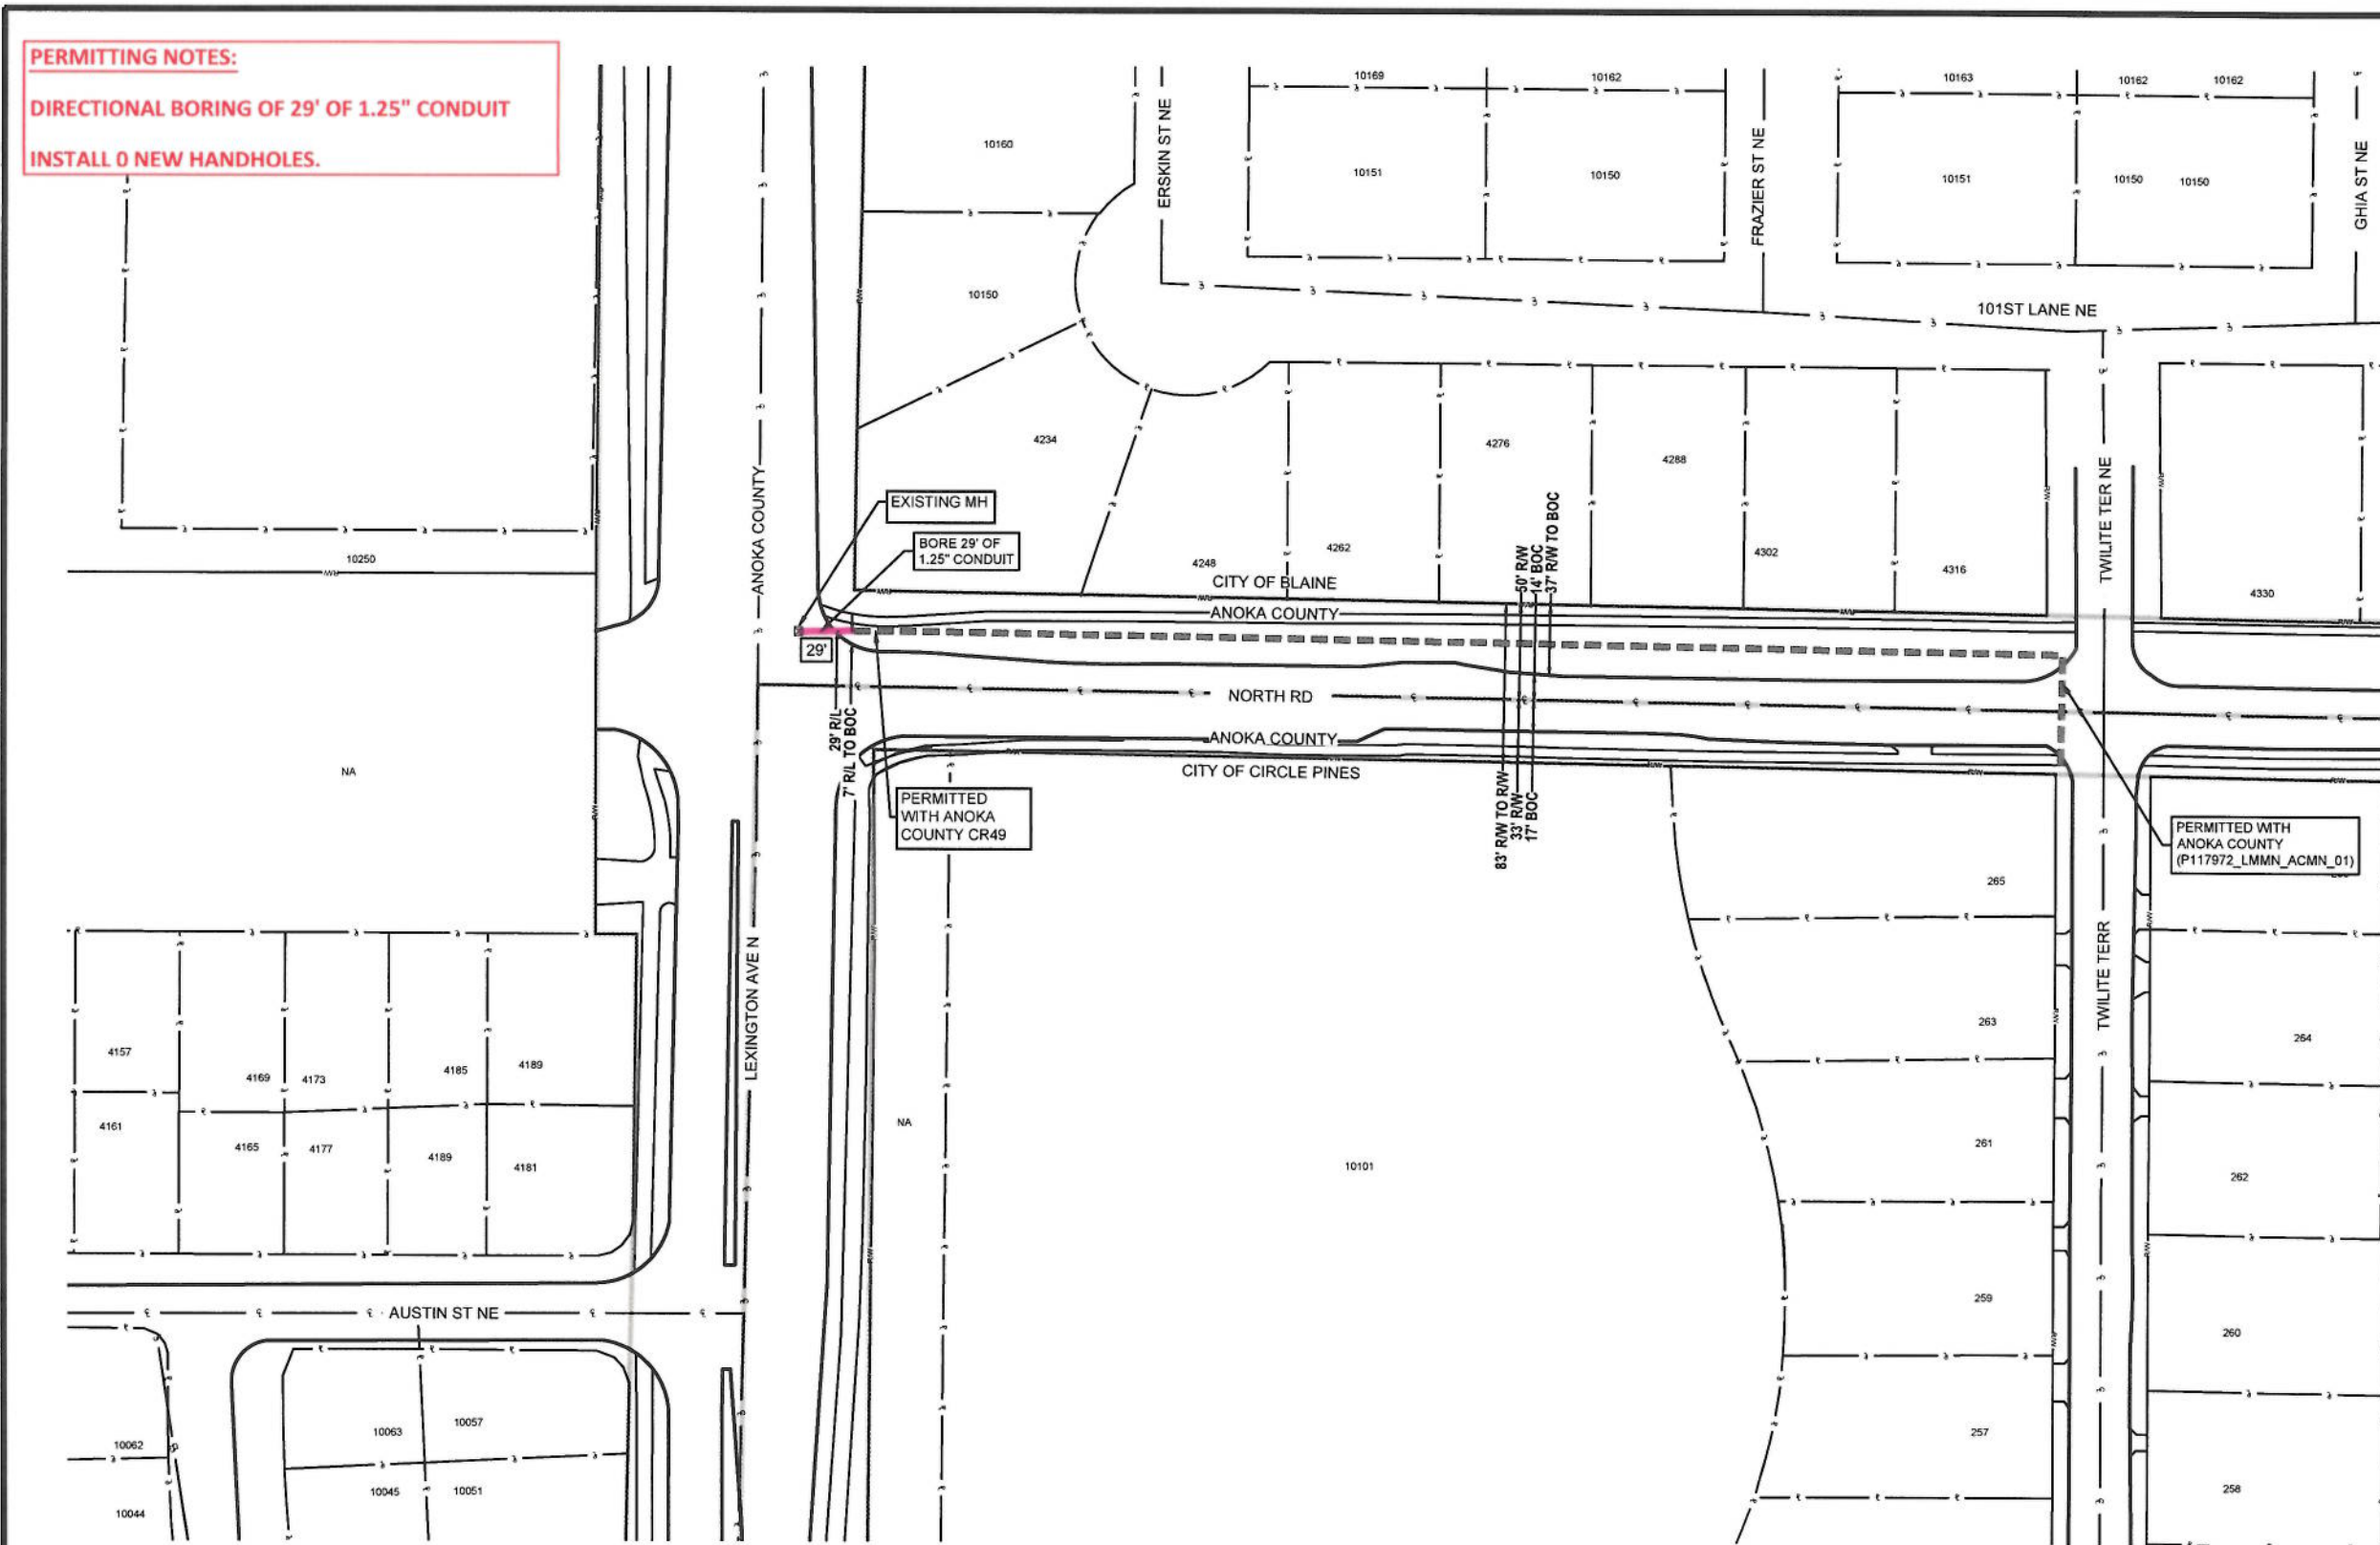 PERMITTING NOTES:
DIRECTIONAL BORING OF 29' OF 1.25" CONDUIT
INSTALL 0 NEW HANDHOLES.
10169
10162
10163
10162
10162
ERSKIN ST NE
FRAZIER ST NE
GHIA ST NE
10160
10151
10150
10151
10150
10150
10150
101ST LANE NE
4234
4276
4288
ANOKA COUNTY
TWILITE TER NE
EXISTING MH
BORE 29' OF
1.25" CONDUIT
10250
4248
4262
4302
4316
4330
50' R/W
14' BOC
37' R/W TO BOC
CITY OF BLAINE
ANOKA COUNTY
29'
NORTH RD
29' R/L
7' R/L TO BOC
ANOKA COUNTY
CITY OF CIRCLE PINES
NA
83' R/W TO R/W
33' R/W
17' BOC
PERMITTED
WITH ANOKA
COUNTY CR49
PERMITTED WITH
ANOKA COUNTY
(P117972_LMMN_ACMN_01)
265
LEXINGTON AVE N
TWILITE TERR
263
264
4157
4169
4173
4185
4189
4161
4165
4177
4189
4181
NA
10101
261
262
259
260
AUSTIN ST NE
10062
10063
10057
257
10044
10045
10051
258